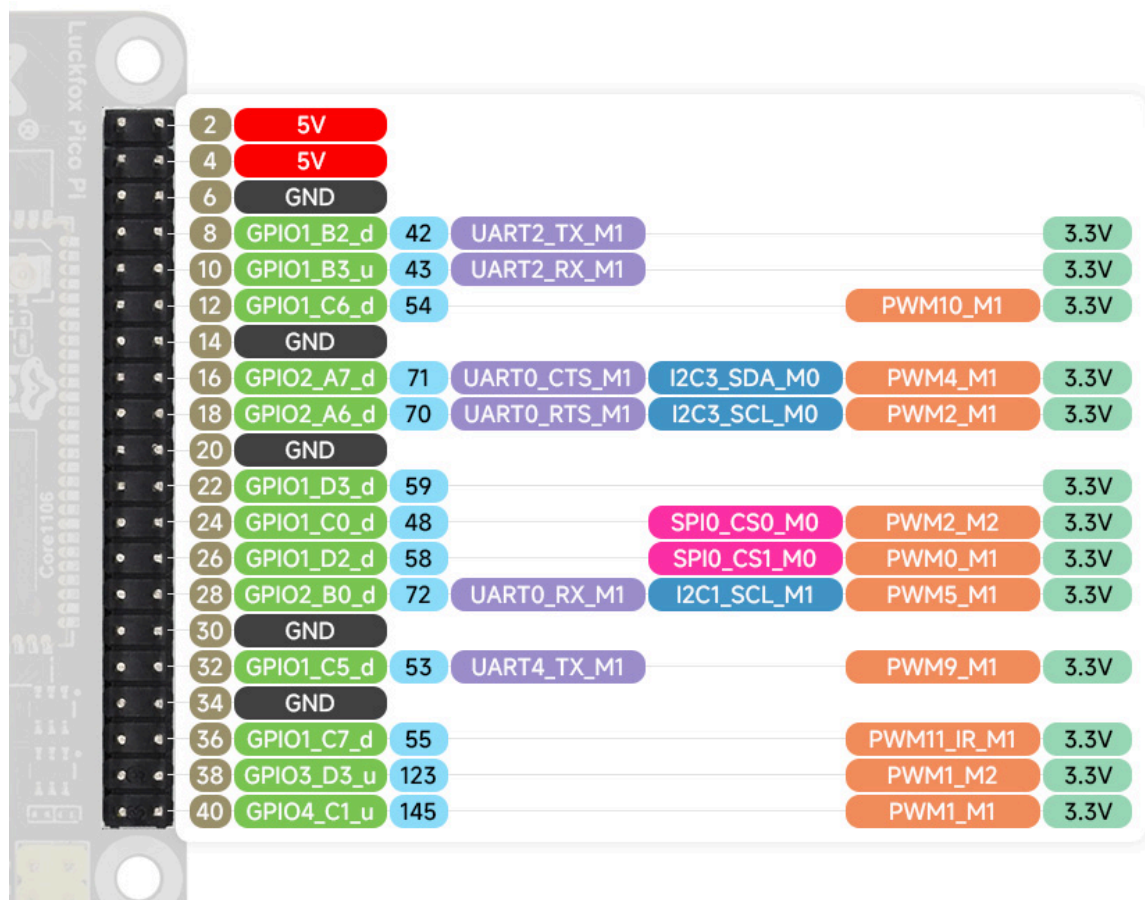 Luckfox Pico Pi
Core1106
2 5V
4 5V
6 GND
8 GPIO1_B2_d 42 UART2_TX_M1 3.3V
10 GPIO1_B3_u 43 UART2_RX_M1 3.3V
12 GPIO1_C6_d 54 PWM10_M1 3.3V
14 GND
16 GPIO2_A7_d 71 UART0_CTS_M1 I2C3_SDA_M0 PWM4_M1 3.3V
18 GPIO2_A6_d 70 UART0_RTS_M1 I2C3_SCL_M0 PWM2_M1 3.3V
20 GND
22 GPIO1_D3_d 59 3.3V
24 GPIO1_C0_d 48 SPI0_CS0_M0 PWM2_M2 3.3V
26 GPIO1_D2_d 58 SPI0_CS1_M0 PWM0_M1 3.3V
28 GPIO2_B0_d 72 UART0_RX_M1 I2C1_SCL_M1 PWM5_M1 3.3V
30 GND
32 GPIO1_C5_d 53 UART4_TX_M1 PWM9_M1 3.3V
34 GND
36 GPIO1_C7_d 55 PWM11_IR_M1 3.3V
38 GPIO3_D3_u 123 PWM1_M2 3.3V
40 GPIO4_C1_u 145 PWM1_M1 3.3V